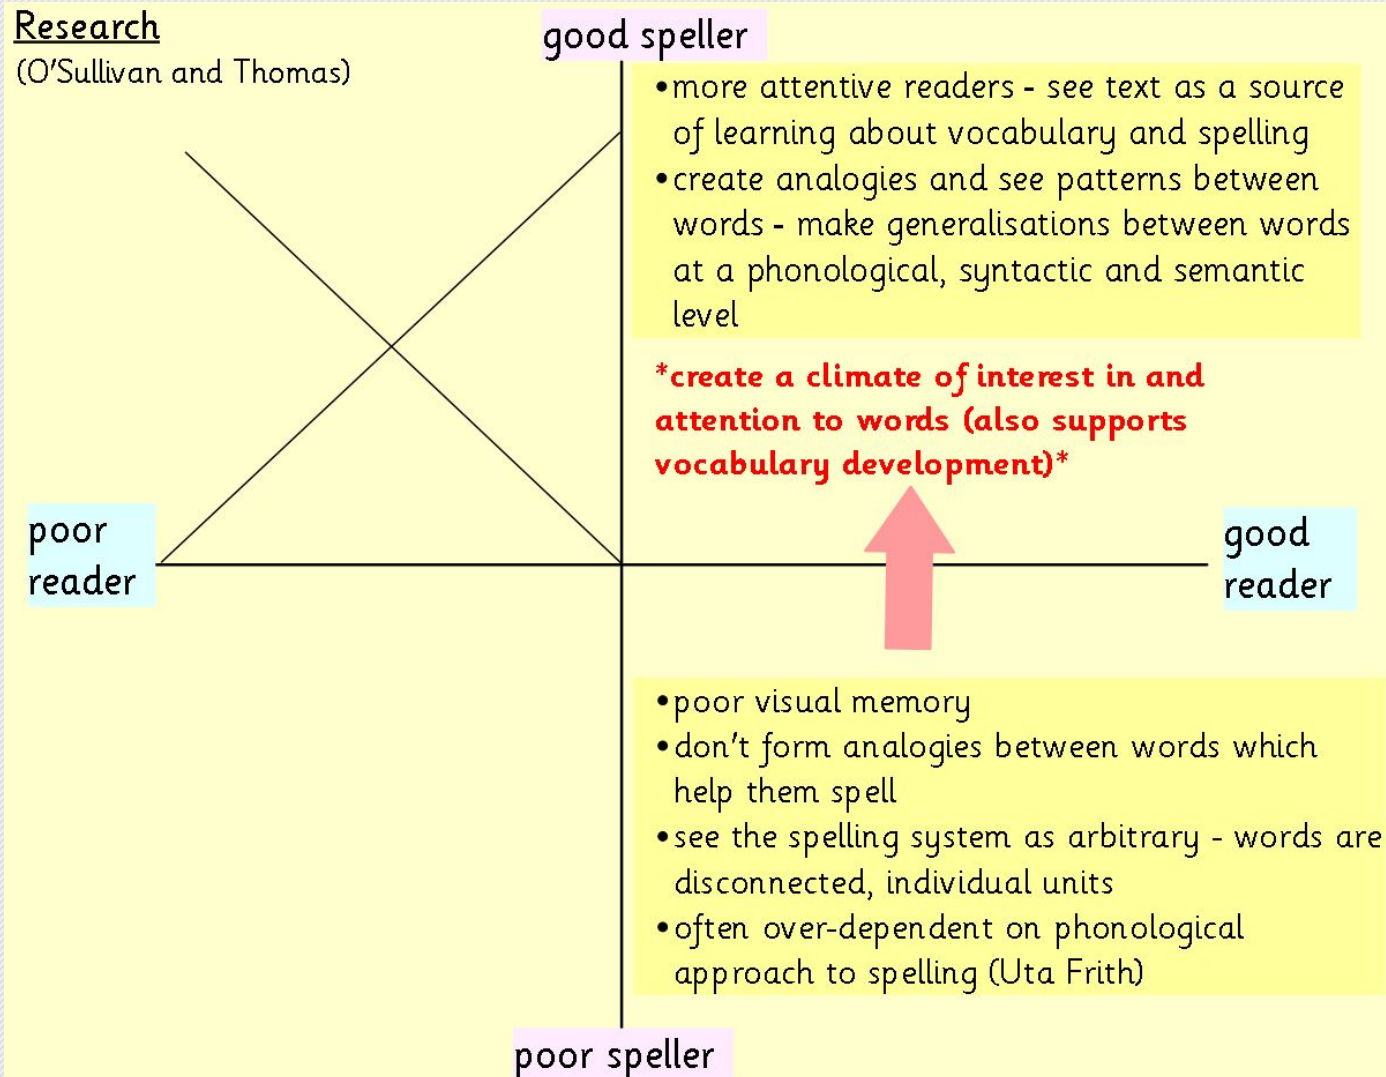 Research
(O'Sullivan and Thomas)
good speller
•more attentive readers - see text as a source
of learning about vocabulary and spelling
•create analogies and see patterns between
words - make generalisations between words
at a phonological, syntactic and semantic
level
*create a climate of interest in and
attention to words (also supports
vocabulary development)*
poor
reader
good
reader
•poor visual memory
•don't form analogies between words which
help them spell
•see the spelling system as arbitrary - words are
disconnected, individual units
•often over-dependent on phonological
approach to spelling (Uta Frith)
poor speller